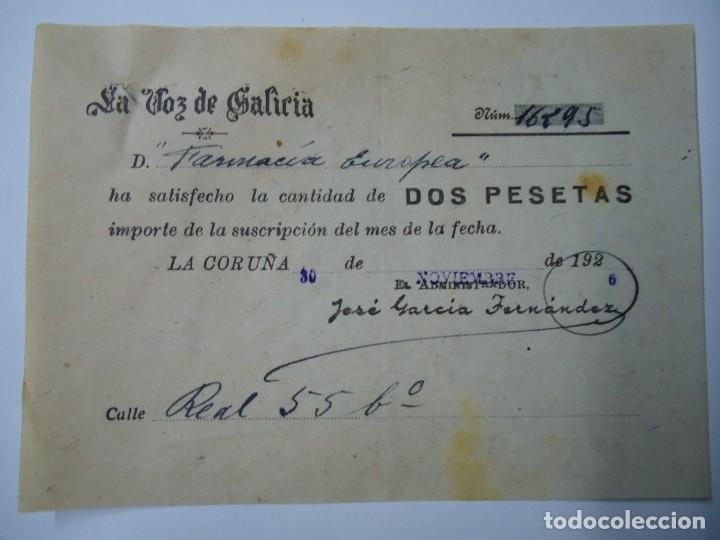 La Voz de Galicia
Núm. 16295
D. "Farmacia Europea"
ha satisfecho la cantidad de DOS PESETAS
importe de la suscripción del mes de la fecha.
LA CORUÑA 30 de NOVIEMBRE de 1926
EL ADMINISTRADOR,
José García Fernández
Calle Real 55 bº
todocoleccion.net